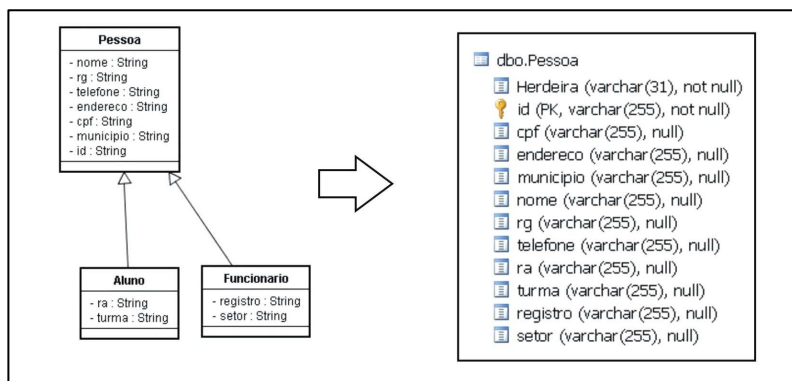 Pessoa
- nome : String
- rg : String
- telefone : String
- endereco : String
- cpf : String
- municipio : String
- id : String
Aluno
- ra : String
- turma : String
Funcionario
- registro : String
- setor : String
dbo.Pessoa
Herdeira (varchar(31), not null)
id (PK, varchar(255), not null)
cpf (varchar(255), null)
endereco (varchar(255), null)
municipio (varchar(255), null)
nome (varchar(255), null)
rg (varchar(255), null)
telefone (varchar(255), null)
ra (varchar(255), null)
turma (varchar(255), null)
registro (varchar(255), null)
setor (varchar(255), null)